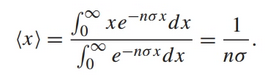 ⟨x⟩ = ∫₀^∞ xe^{−nσx} dx / ∫₀^∞ e^{−nσx} dx = 1 / nσ.